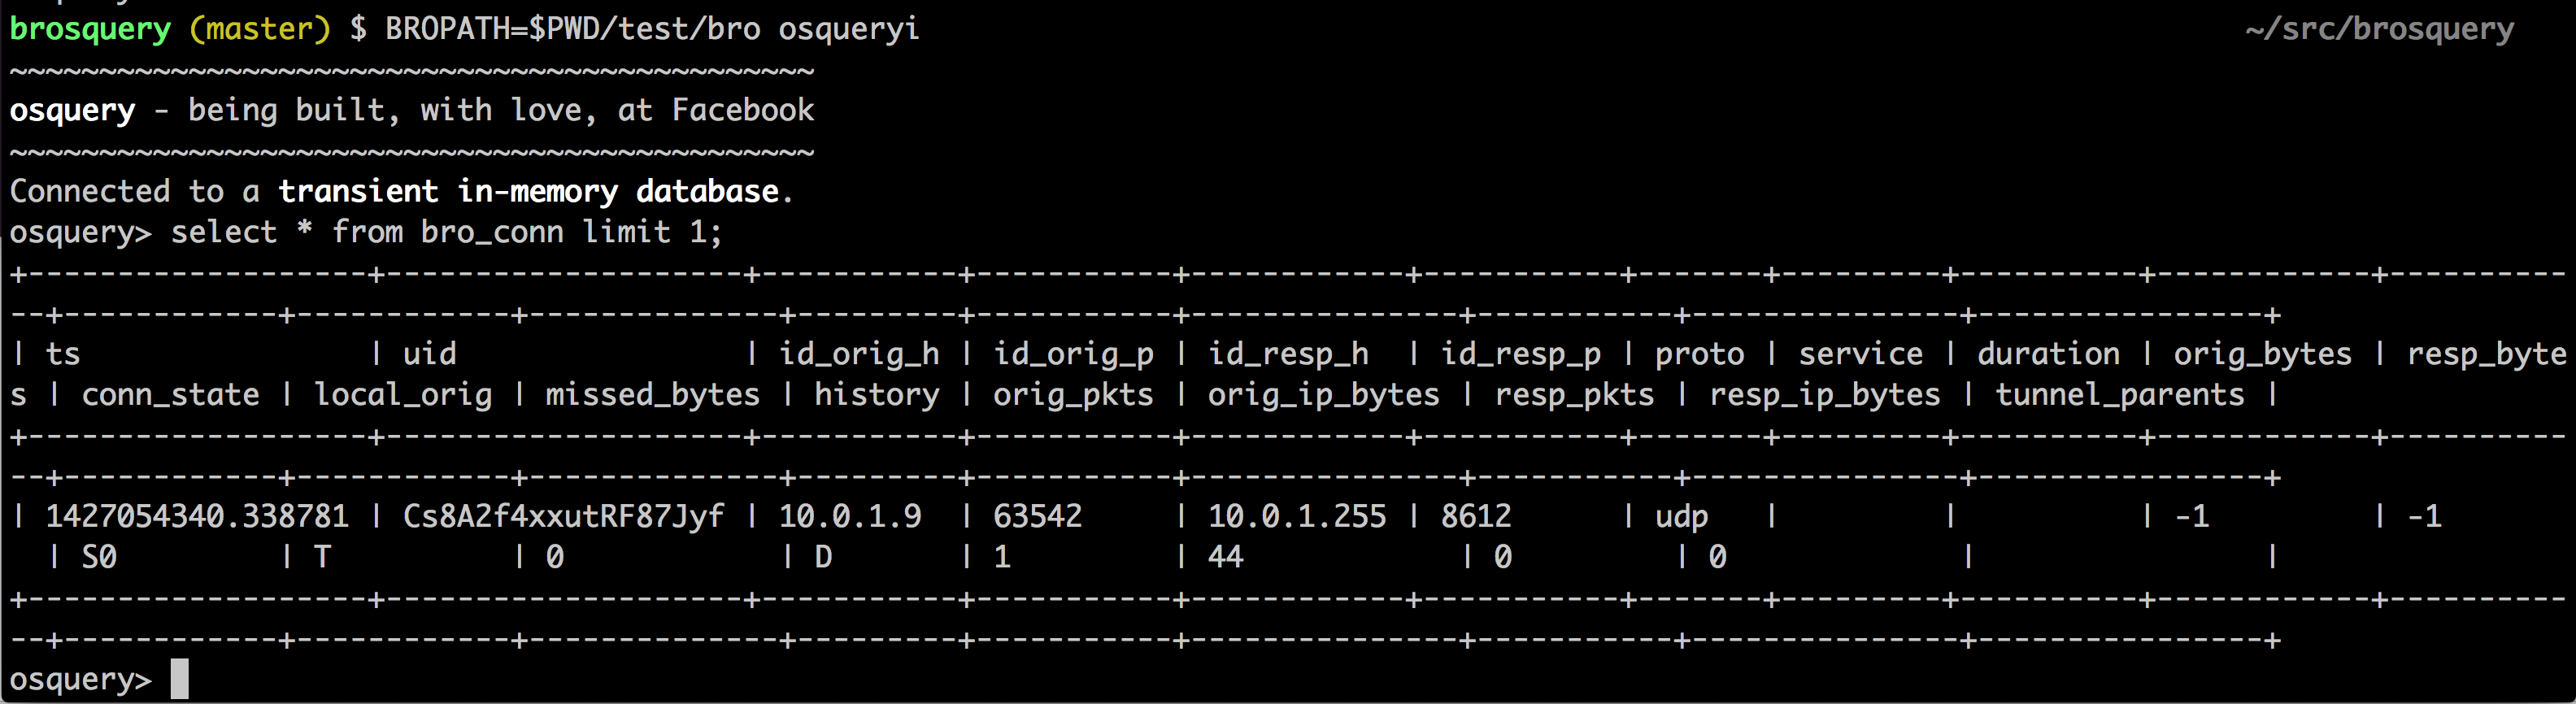 brosquery (master) $ BROPATH=$PWD/test/bro osqueryi ~/src/brosquery
~~~~~~~~~~~~~~~~~~~~~~~~~~~~~~~~~~~~~~~~~~~~~
osquery - being built, with love, at Facebook
~~~~~~~~~~~~~~~~~~~~~~~~~~~~~~~~~~~~~~~~~~~~~
Connected to a transient in-memory database.
osquery> select * from bro_conn limit 1;
+-------------------+--------------------+-----------+-----------+------------+-----------+-------+---------+----------+------------+----------
--+------------+------------+--------------+---------+-----------+---------------+-----------+---------------+----------------+
| ts                | uid                | id_orig_h | id_orig_p | id_resp_h  | id_resp_p | proto | service | duration | orig_bytes | resp_byte
s | conn_state | local_orig | missed_bytes | history | orig_pkts | orig_ip_bytes | resp_pkts | resp_ip_bytes | tunnel_parents |
+-------------------+--------------------+-----------+-----------+------------+-----------+-------+---------+----------+------------+----------
--+------------+------------+--------------+---------+-----------+---------------+-----------+---------------+----------------+
| 1427054340.338781 | Cs8A2f4xxutRF87Jyf | 10.0.1.9  | 63542     | 10.0.1.255 | 8612      | udp   |         |          | -1         | -1
  | S0         | T          | 0            | D       | 1         | 44            | 0         | 0             |                |
+-------------------+--------------------+-----------+-----------+------------+-----------+-------+---------+----------+------------+----------
--+------------+------------+--------------+---------+-----------+---------------+-----------+---------------+----------------+
osquery>